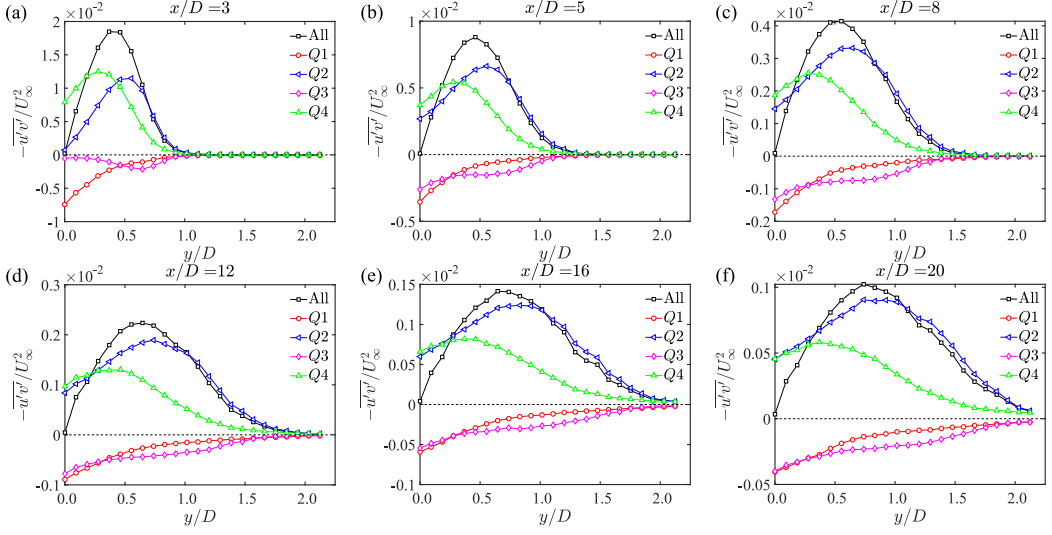 (a) ×10⁻² x/D =3
2
1.5
1
0.5
0
-0.5
-1
−u′v′/U∞²
All
Q1
Q2
Q3
Q4
0.0 0.5 1.0 1.5 2.0
y/D
(b) ×10⁻² x/D =5
1
0.5
0
-0.5
−u′v′/U∞²
All
Q1
Q2
Q3
Q4
0.0 0.5 1.0 1.5 2.0
y/D
(c) ×10⁻² x/D =8
0.4
0.3
0.2
0.1
0
-0.1
-0.2
−u′v′/U∞²
All
Q1
Q2
Q3
Q4
0.0 0.5 1.0 1.5 2.0
y/D
(d) ×10⁻² x/D =12
0.3
0.2
0.1
0
-0.1
−u′v′/U∞²
All
Q1
Q2
Q3
Q4
0.0 0.5 1.0 1.5 2.0
y/D
(e) ×10⁻² x/D =16
0.15
0.1
0.05
0
-0.05
-0.1
−u′v′/U∞²
All
Q1
Q2
Q3
Q4
0.0 0.5 1.0 1.5 2.0
y/D
(f) ×10⁻² x/D =20
0.1
0.05
0
-0.05
−u′v′/U∞²
All
Q1
Q2
Q3
Q4
0.0 0.5 1.0 1.5 2.0
y/D